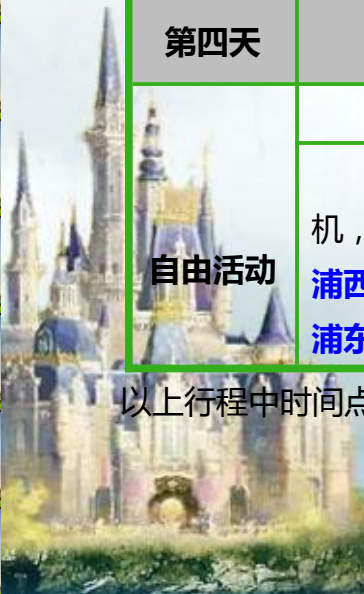 第四天
机，
自由活动
浦西
浦东
以上行程中时间点